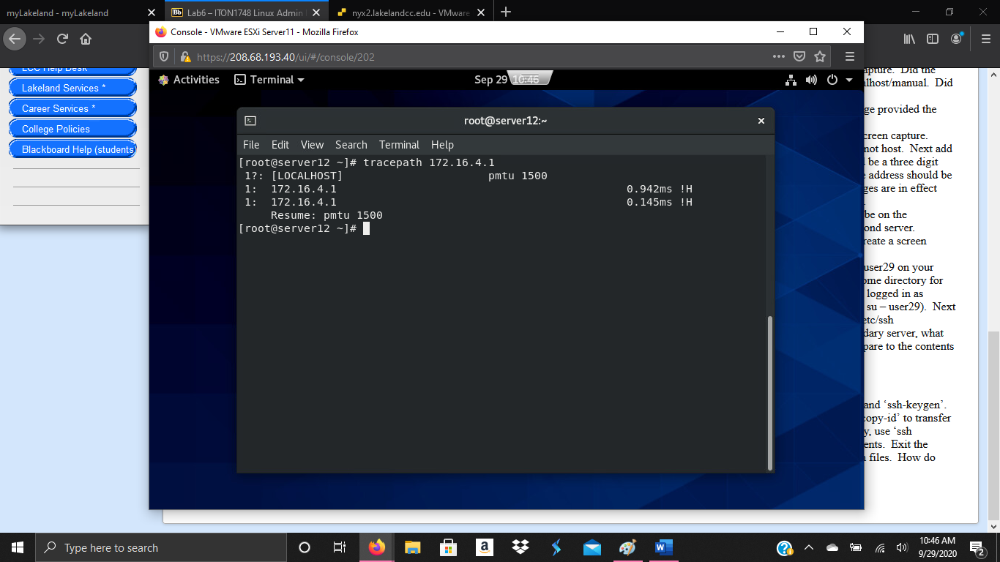 myLakeland - myLakeland
Bb Lab6 – ITON1748 Linux Admin
nyx2.lakelandcc.edu - VMware
Console - VMware ESXi Server11 - Mozilla Firefox
https://208.68.193.40/ui/#/console/202
LCC Help Desk
Lakeland Services *
Career Services *
College Policies
Blackboard Help (students
Activities
Terminal
Sep 29 10:46
root@server12:~
File Edit View Search Terminal Help
[root@server12 ~]# tracepath 172.16.4.1
1?: [LOCALHOST] pmtu 1500
1: 172.16.4.1 0.942ms !H
1: 172.16.4.1 0.145ms !H
Resume: pmtu 1500
[root@server12 ~]#
apture. Did the
lhost/manual. Did
ge provided the
creen capture.
not host. Next add
be a three digit
address should be
ges are in effect
be on the
ond server.
reate a screen
user29 on your
ome directory for
logged in as
su – user29). Next
etc/ssh
dary server, what
pare to the contents
and ‘ssh-keygen’.
copy-id’ to transfer
y, use ‘ssh
ents. Exit the
files. How do
Type here to search
a
W
10:46 AM
9/29/2020
2